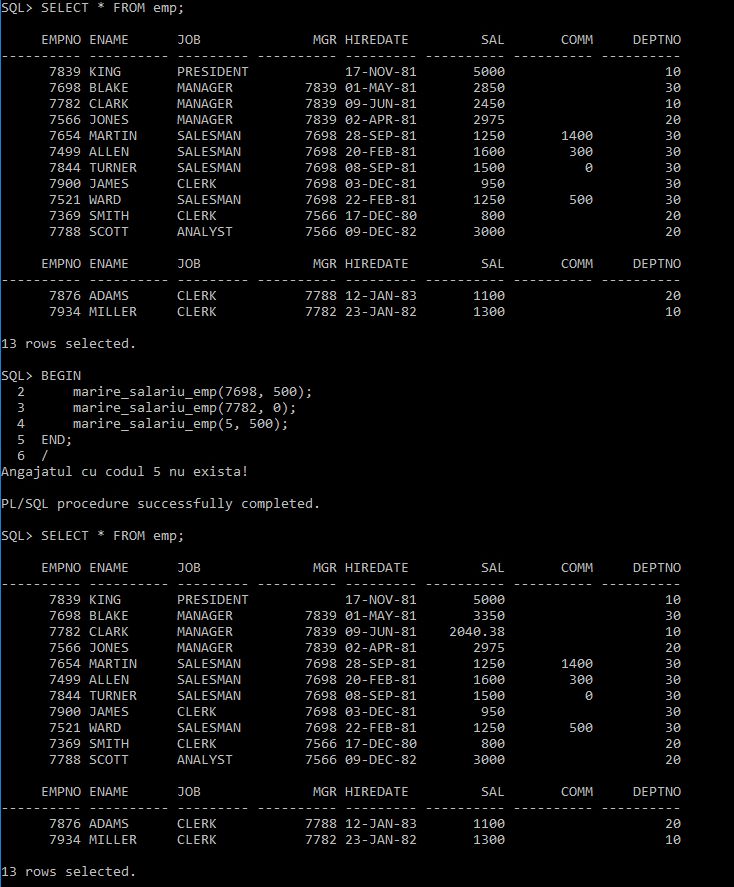 SQL> SELECT * FROM emp;
     EMPNO ENAME      JOB              MGR HIREDATE         SAL       COMM     DEPTNO
---------- ---------- --------- ---------- --------- ---------- ---------- ----------
      7839 KING       PRESIDENT            17-NOV-81       5000                    10
      7698 BLAKE      MANAGER         7839 01-MAY-81       2850                    30
      7782 CLARK      MANAGER         7839 09-JUN-81       2450                    10
      7566 JONES      MANAGER         7839 02-APR-81       2975                    20
      7654 MARTIN     SALESMAN        7698 28-SEP-81       1250       1400         30
      7499 ALLEN      SALESMAN        7698 20-FEB-81       1600        300         30
      7844 TURNER     SALESMAN        7698 08-SEP-81       1500          0         30
      7900 JAMES      CLERK           7698 03-DEC-81        950                    30
      7521 WARD       SALESMAN        7698 22-FEB-81       1250        500         30
      7369 SMITH      CLERK           7566 17-DEC-80        800                    20
      7788 SCOTT      ANALYST         7566 09-DEC-82       3000                    20
     EMPNO ENAME      JOB              MGR HIREDATE         SAL       COMM     DEPTNO
---------- ---------- --------- ---------- --------- ---------- ---------- ----------
      7876 ADAMS      CLERK           7788 12-JAN-83       1100                    20
      7934 MILLER     CLERK           7782 23-JAN-82       1300                    10
13 rows selected.
SQL> BEGIN
  2      marire_salariu_emp(7698, 500);
  3      marire_salariu_emp(7782, 0);
  4      marire_salariu_emp(5, 500);
  5  END;
  6  /
Angajatul cu codul 5 nu exista!
PL/SQL procedure successfully completed.
SQL> SELECT * FROM emp;
     EMPNO ENAME      JOB              MGR HIREDATE         SAL       COMM     DEPTNO
---------- ---------- --------- ---------- --------- ---------- ---------- ----------
      7839 KING       PRESIDENT            17-NOV-81       5000                    10
      7698 BLAKE      MANAGER         7839 01-MAY-81       3350                    30
      7782 CLARK      MANAGER         7839 09-JUN-81    2040.38                    10
      7566 JONES      MANAGER         7839 02-APR-81       2975                    20
      7654 MARTIN     SALESMAN        7698 28-SEP-81       1250       1400         30
      7499 ALLEN      SALESMAN        7698 20-FEB-81       1600        300         30
      7844 TURNER     SALESMAN        7698 08-SEP-81       1500          0         30
      7900 JAMES      CLERK           7698 03-DEC-81        950                    30
      7521 WARD       SALESMAN        7698 22-FEB-81       1250        500         30
      7369 SMITH      CLERK           7566 17-DEC-80        800                    20
      7788 SCOTT      ANALYST         7566 09-DEC-82       3000                    20
     EMPNO ENAME      JOB              MGR HIREDATE         SAL       COMM     DEPTNO
---------- ---------- --------- ---------- --------- ---------- ---------- ----------
      7876 ADAMS      CLERK           7788 12-JAN-83       1100                    20
      7934 MILLER     CLERK           7782 23-JAN-82       1300                    10
13 rows selected.